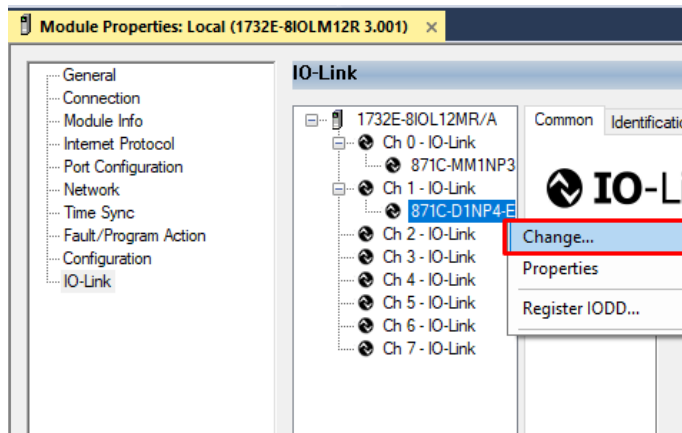 Module Properties: Local (1732E-8IOLM12R 3.001) ×
General
Connection
Module Info
Internet Protocol
Port Configuration
Network
Time Sync
Fault/Program Action
Configuration
IO-Link
IO-Link
1732E-8IOL12MR/A
Ch 0 - IO-Link
871C-MM1NP3
Ch 1 - IO-Link
871C-D1NP4-E
Ch 2 - IO-Link
Ch 3 - IO-Link
Ch 4 - IO-Link
Ch 5 - IO-Link
Ch 6 - IO-Link
Ch 7 - IO-Link
Common Identificati
IO-Li
Change...
Properties
Register IODD...